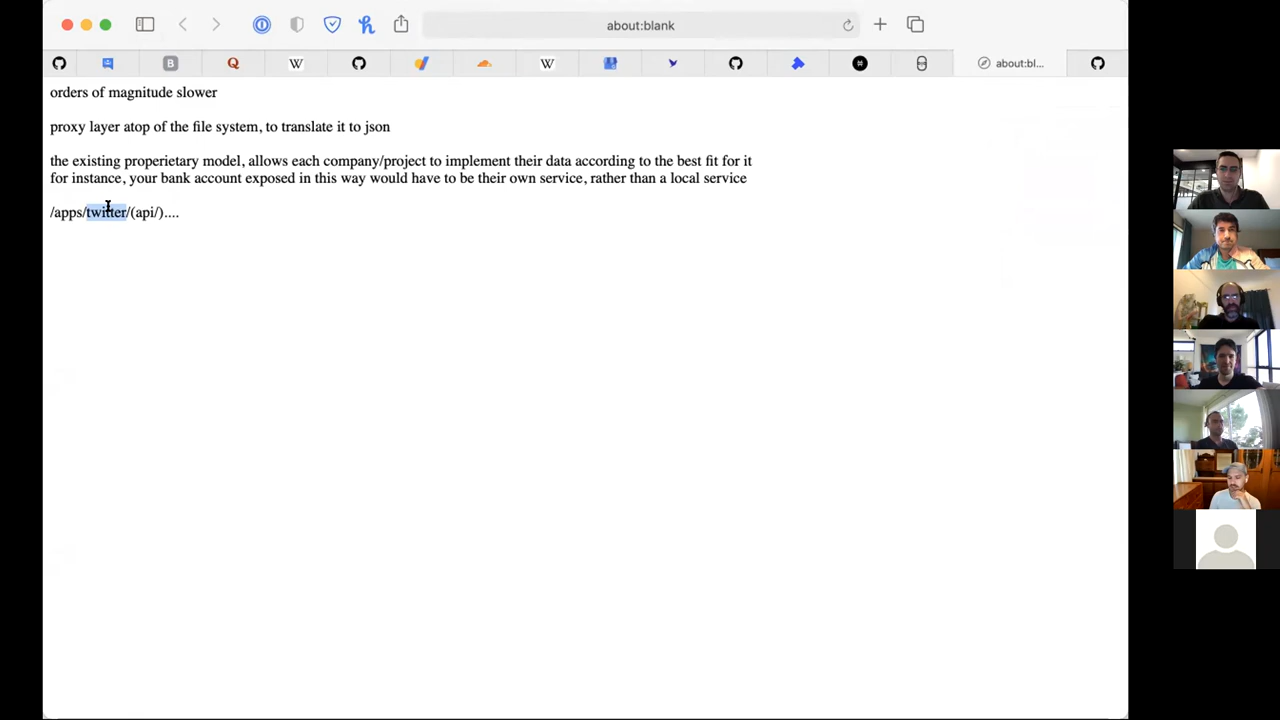 about:blank
B
Q
W
W
about:bl...
orders of magnitude slower
proxy layer atop of the file system, to translate it to json
the existing properietary model, allows each company/project to implement their data according to the best fit for it
for instance, your bank account exposed in this way would have to be their own service, rather than a local service
/apps/twitter/(api/)....